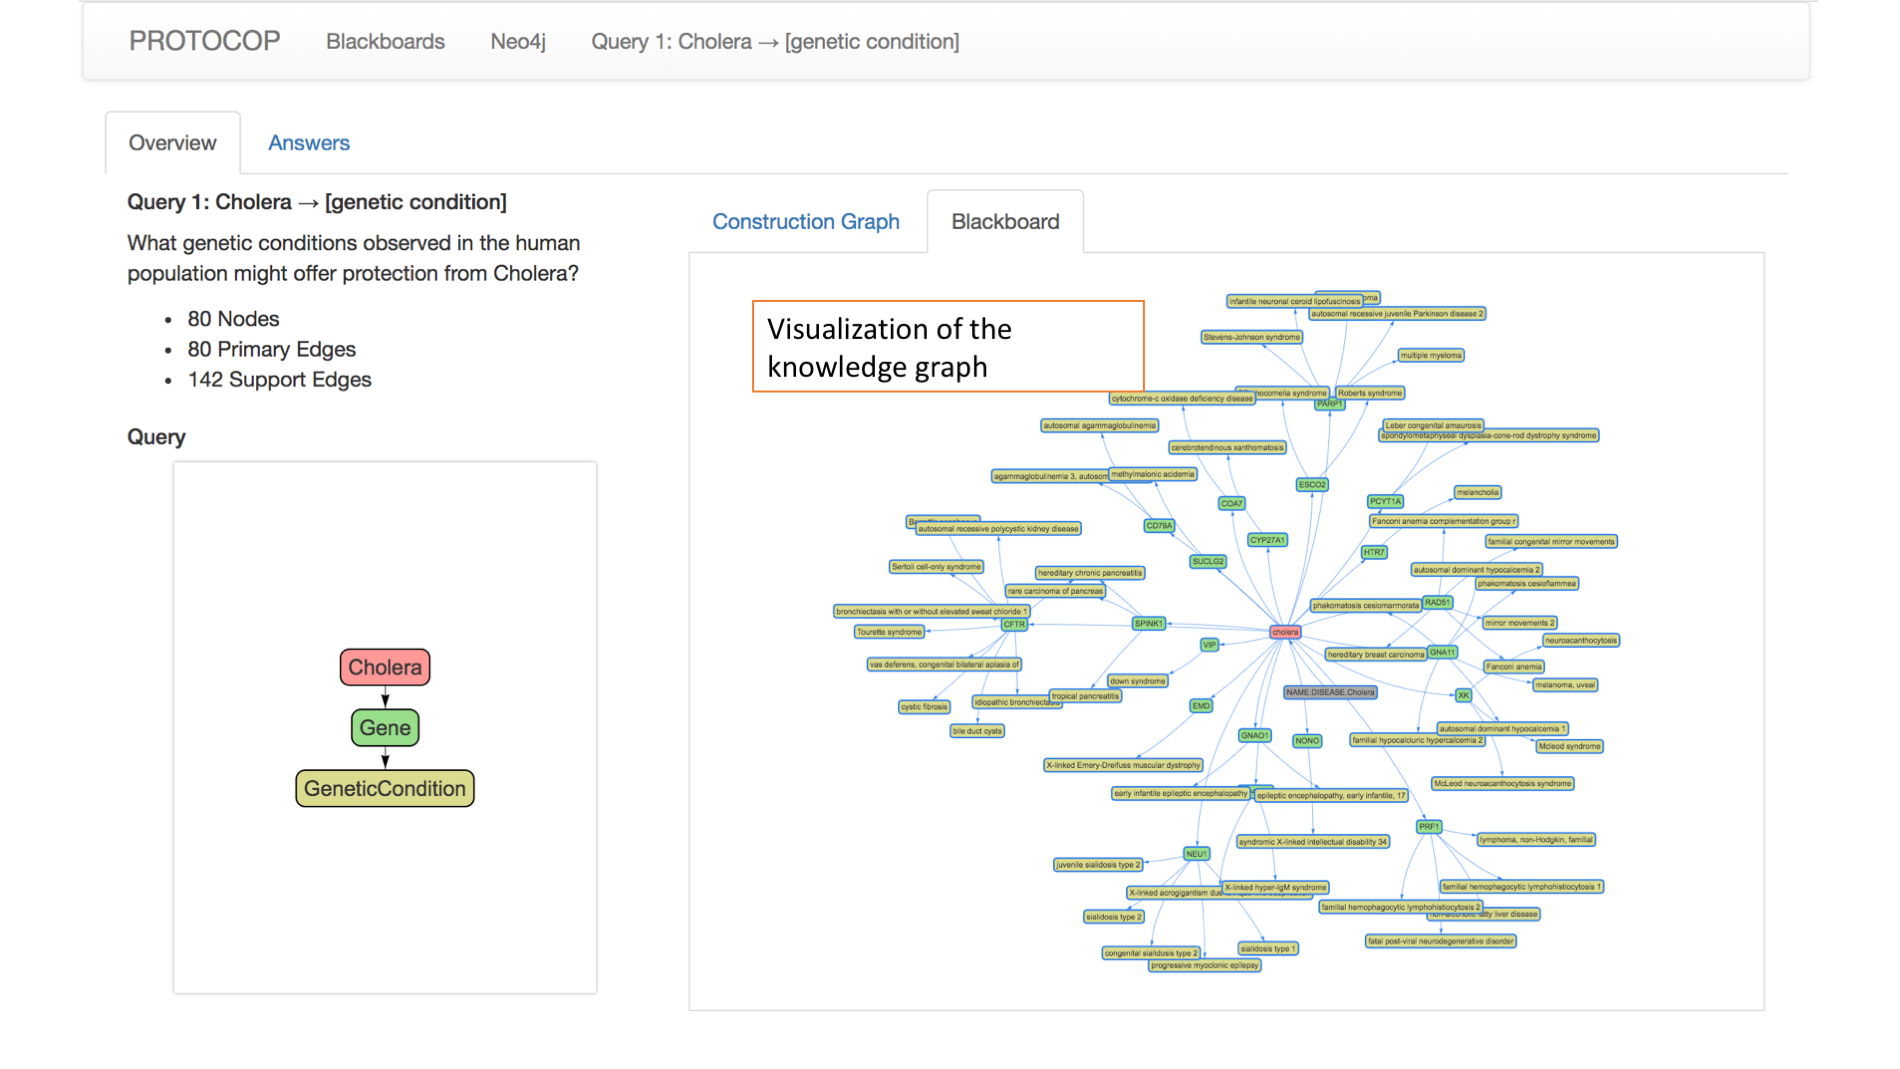 PROTOCOP Blackboards Neo4j Query 1: Cholera → [genetic condition]
Overview Answers
Query 1: Cholera → [genetic condition]
What genetic conditions observed in the human
population might offer protection from Cholera?
• 80 Nodes
• 80 Primary Edges
• 142 Support Edges
Query
Cholera
Gene
GeneticCondition
Construction Graph Blackboard
Visualization of the
knowledge graph
infantile neuronal ceroid lipofuscinosis
autosomal recessive juvenile Parkinson disease 2
Stevens-Johnson syndrome
multiple myeloma
syndrome
Roberts syndrome
cytochrome-c oxidase deficiency disease
PARP1
autosomal agammaglobulinemia
Leber congenital amaurosis
spondylometaphyseal dysplasia-cone-rod dystrophy syndrome
cerebrotendinous xanthomatosis
agammaglobulinemia 3,
methylmalonic acidemia
ESCO2
melancholia
COA7
PCYT1A
CD79A
Fanconi anemia complementation group r
autosomal recessive polycystic kidney disease
CYP27A1
familial congenital mirror movements
HTR7
SUCLG2
Sertoli cell-only syndrome
hereditary chronic pancreatitis
autosomal dominant hypocalcemia 2
phakomatosis cesioflammea
rare carcinoma of pancreas
phakomatosis cesiomarmorata
RAD51
bronchiectasis with or without elevated sweat chloride 1
CFTR
SPINK1
mirror movements 2
Tourette syndrome
cholera
neuroacanthocytosis
VIP
hereditary breast carcinoma
GNA11
vas deferens, congenital bilateral aplasia of
Fanconi anemia
down syndrome
melanoma, uveal
NAME.DISEASE.Cholera
XK
tropical pancreatitis
idiopathic
cystic fibrosis
EMD
bile duct cysts
autosomal dominant hypocalcemia 1
GNAO1
NONO
familial hypocalciuric hypercalcemia 2
Mcleod syndrome
X-linked Emery-Dreifuss muscular dystrophy
McLeod neuroacanthocytosis syndrome
early infantile epileptic encephalopathy
epileptic encephalopathy, early infantile, 17
PRF1
syndromic X-linked intellectual disability 34
lymphoma, non-Hodgkin, familial
NEU1
juvenile sialidosis type 2
X-linked acrogigantism
X-linked hyper-IgM syndrome
familial hemophagocytic lymphohistiocytosis 1
familial hemophagocytic lymphohistiocytosis 2
liver disease
sialidosis type 2
fatal post-viral neurodegenerative disorder
sialidosis type 1
congenital sialidosis type 2
progressive myoclonic epilepsy